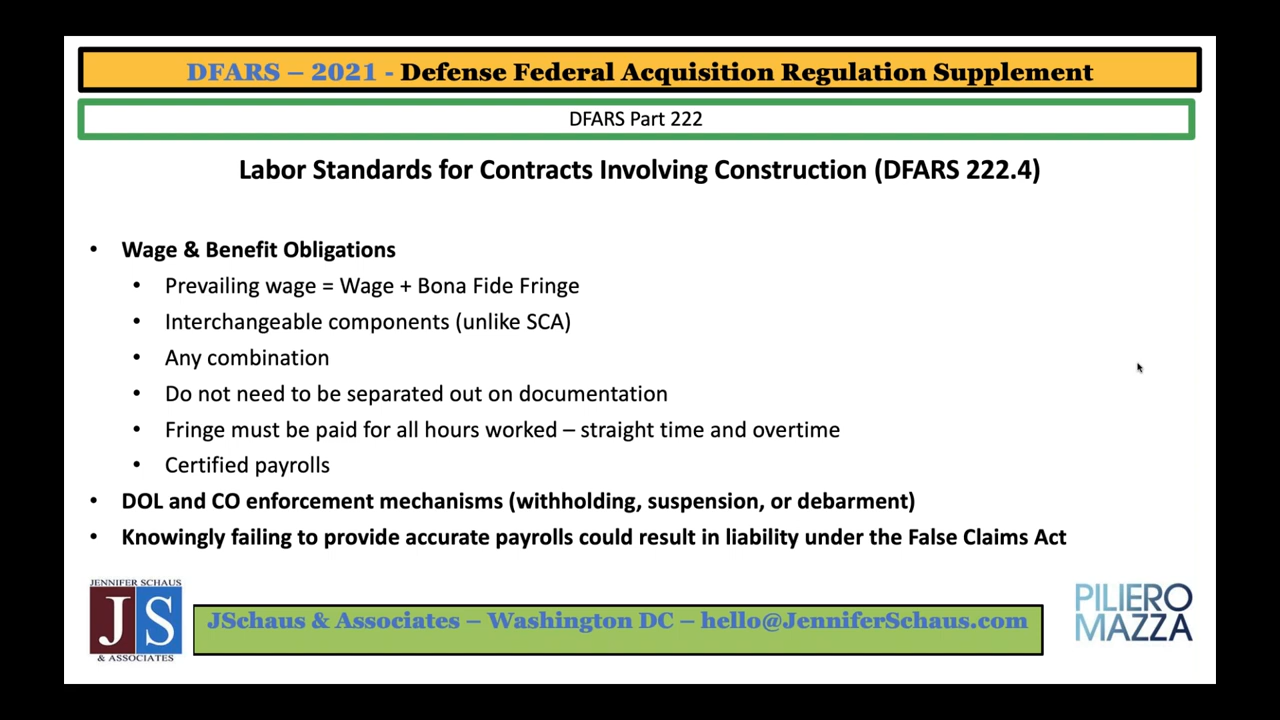 DFARS – 2021 - Defense Federal Acquisition Regulation Supplement
DFARS Part 222
Labor Standards for Contracts Involving Construction (DFARS 222.4)
• Wage & Benefit Obligations
• Prevailing wage = Wage + Bona Fide Fringe
• Interchangeable components (unlike SCA)
• Any combination
• Do not need to be separated out on documentation
• Fringe must be paid for all hours worked – straight time and overtime
• Certified payrolls
• DOL and CO enforcement mechanisms (withholding, suspension, or debarment)
• Knowingly failing to provide accurate payrolls could result in liability under the False Claims Act
JENNIFER SCHAUS
JS
& ASSOCIATES
JSchaus & Associates – Washington DC – hello@JenniferSchaus.com
PILIERO
MAZZA